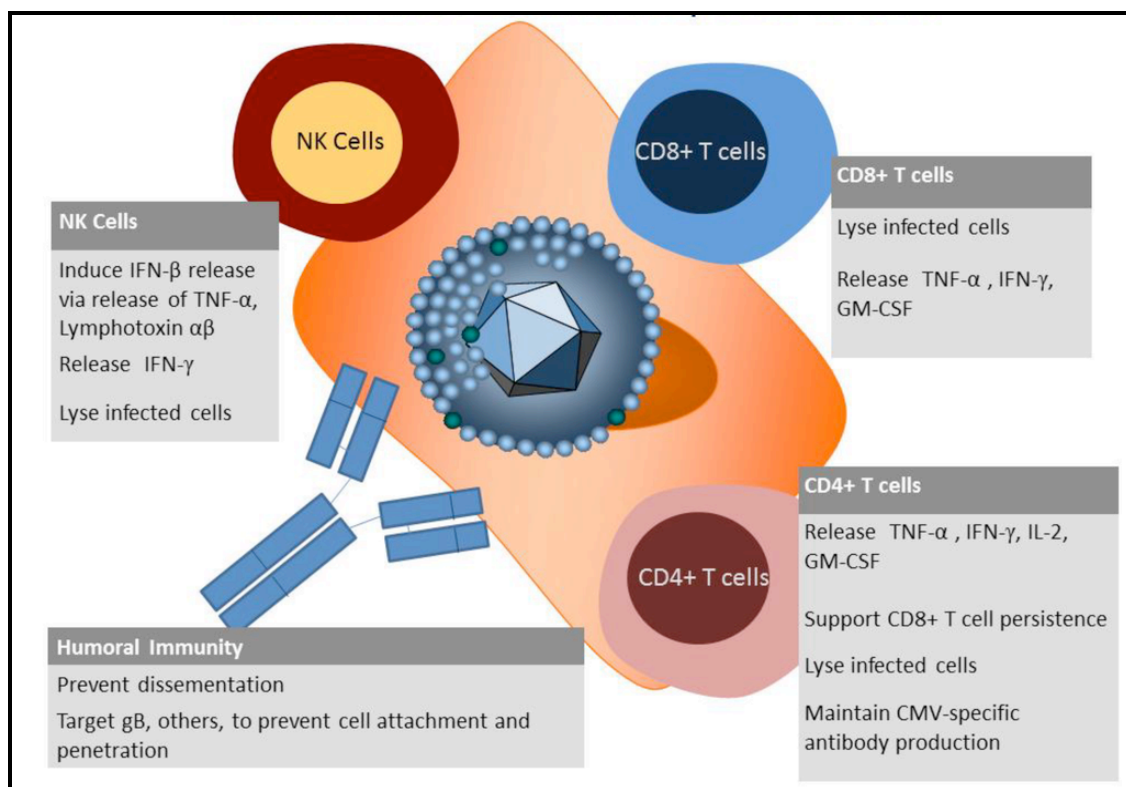 NK Cells
CD8+ T cells
CD8+ T cells
Lyse infected cells
Release TNF-α , IFN-γ,
GM-CSF
NK Cells
Induce IFN-β release
via release of TNF-α,
Lymphotoxin αβ
Release IFN-γ
Lyse infected cells
CD4+ T cells
CD4+ T cells
Release TNF-α , IFN-γ, IL-2,
GM-CSF
Support CD8+ T cell persistence
Lyse infected cells
Maintain CMV-specific
antibody production
Humoral Immunity
Prevent dissementation
Target gB, others, to prevent cell attachment and
penetration